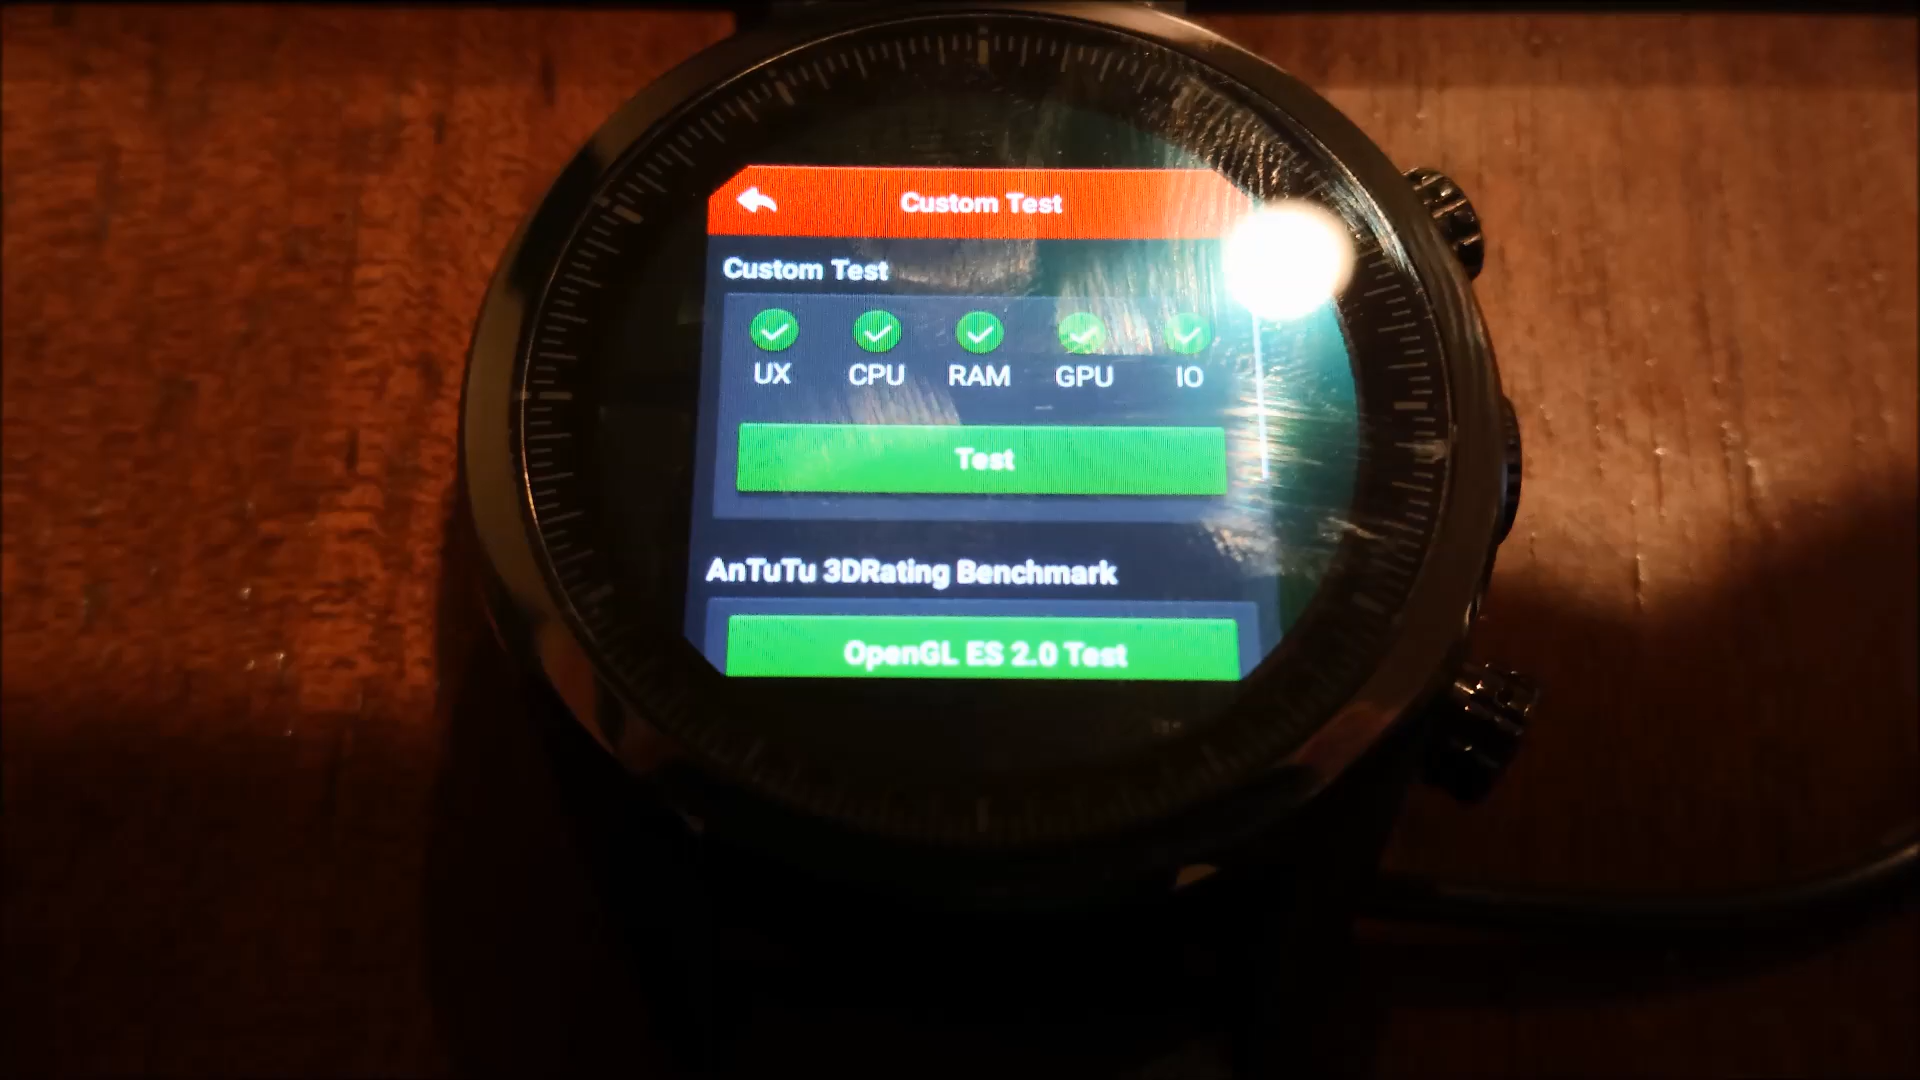 Custom Test
Custom Test
UX CPU RAM GPU IO
Test
AnTuTu 3DRating Benchmark
OpenGL ES 2.0 Test